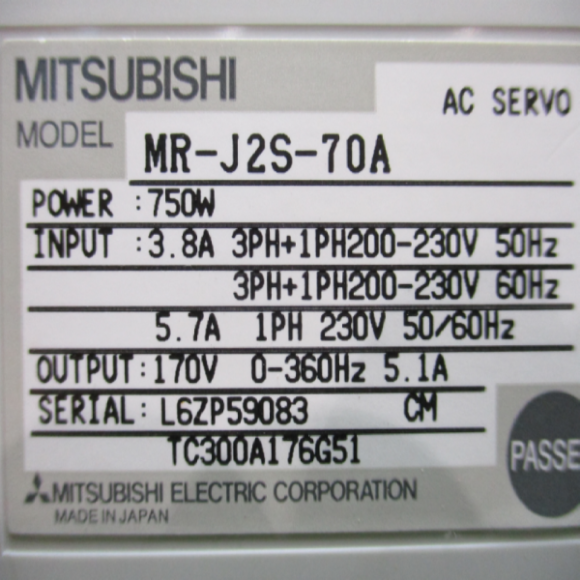 MITSUBISHI
AC SERVO
MODEL MR-J2S-70A
POWER :750W
INPUT :3.8A 3PH+1PH200-230V 50Hz
3PH+1PH200-230V 60Hz
5.7A 1PH 230V 50/60Hz
OUTPUT:170V 0-360Hz 5.1A
SERIAL: L6ZP59083 CM
TC300A176G51
PASSE
MITSUBISHI ELECTRIC CORPORATION
MADE IN JAPAN